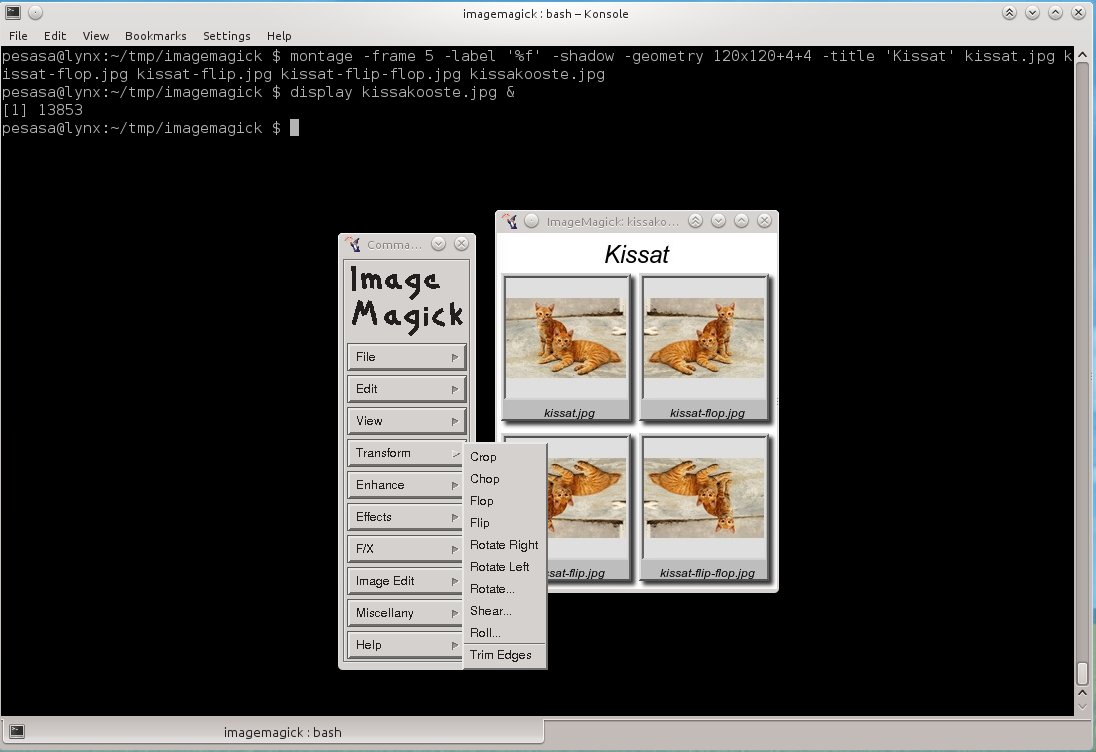 imagemagick : bash – Konsole
File Edit View Bookmarks Settings Help
pesasa@lynx:~/tmp/imagemagick $ montage -frame 5 -label '%f' -shadow -geometry 120x120+4+4 -title 'Kissat' kissat.jpg k
issat-flop.jpg kissat-flip.jpg kissat-flip-flop.jpg kissakooste.jpg
pesasa@lynx:~/tmp/imagemagick $ display kissakooste.jpg &
[1] 13853
pesasa@lynx:~/tmp/imagemagick $
Comma...
Image
Magick
File
Edit
View
Transform
Enhance
Effects
F/X
Image Edit
Miscellany
Help
Crop
Chop
Flop
Flip
Rotate Right
Rotate Left
Rotate...
Shear...
Roll...
Trim Edges
ImageMagick: kissako...
Kissat
kissat.jpg kissat-flop.jpg
sat-flip.jpg kissat-flip-flop.jpg
imagemagick : bash